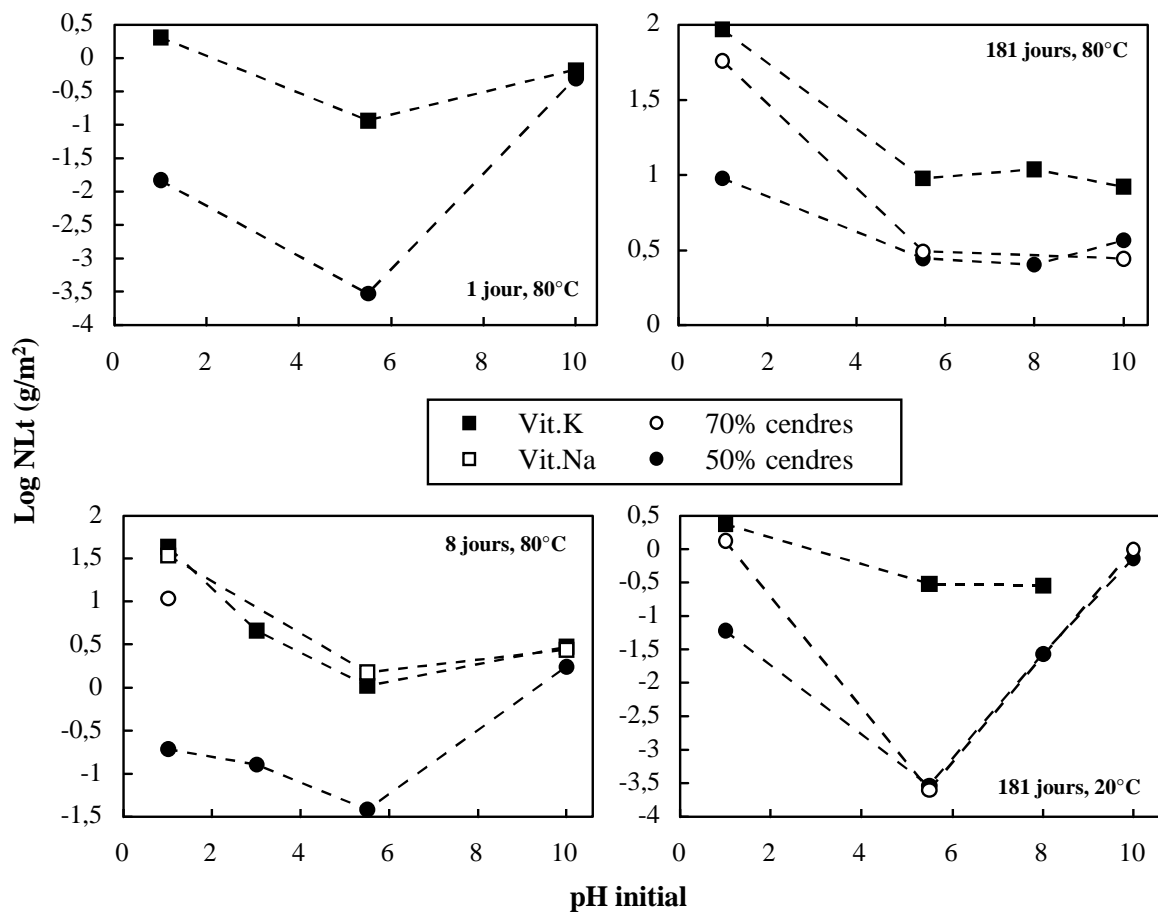 0,5
0
-0,5
-1
-1,5
-2
-2,5
-3
-3,5
-4
0 2 4 6 8 10
1 jour, 80°C
2
1,5
1
0,5
0
0 2 4 6 8 10
181 jours, 80°C
Log NLt (g/m²)
Vit.K 70% cendres
Vit.Na 50% cendres
2
1,5
1
0,5
0
-0,5
-1
-1,5
0 2 4 6 8 10
8 jours, 80°C
0,5
0
-0,5
-1
-1,5
-2
-2,5
-3
-3,5
-4
0 2 4 6 8 10
181 jours, 20°C
pH initial